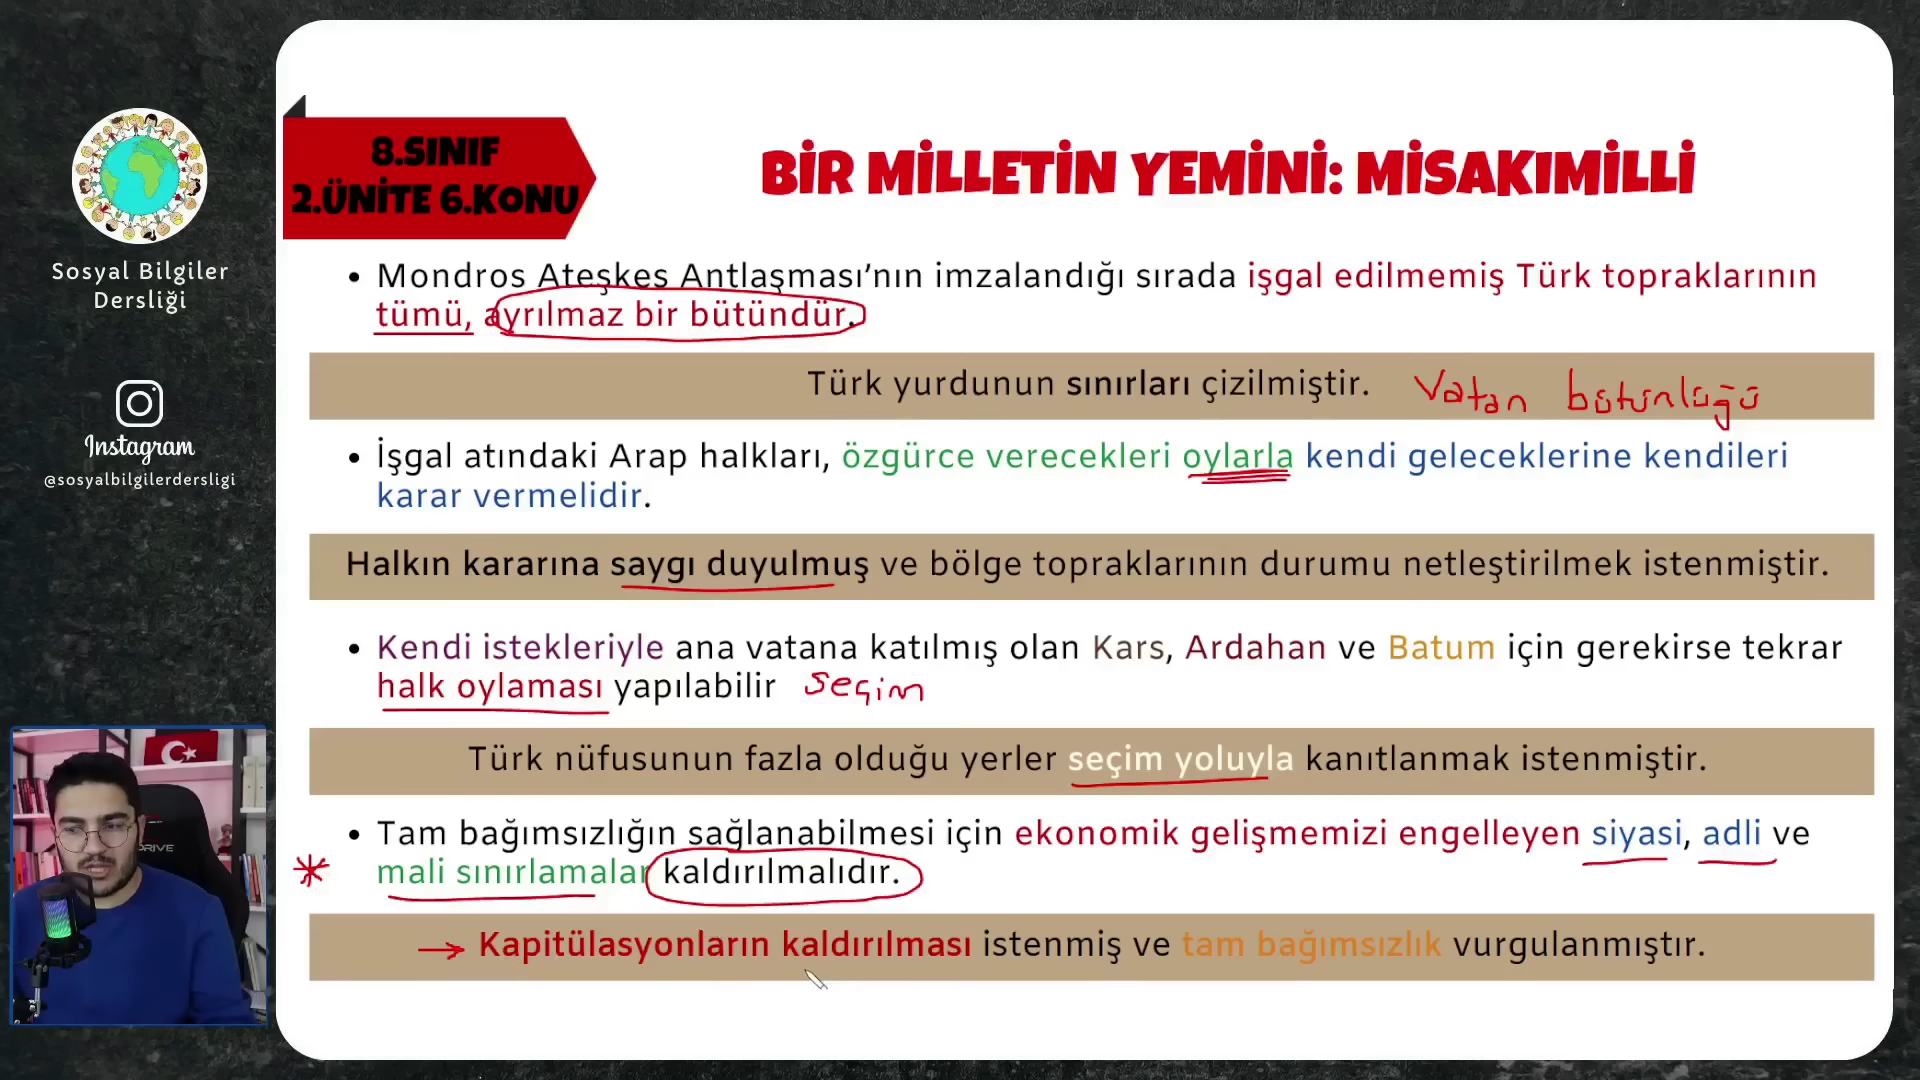 Sosyal Bilgiler
Dersliği
Instagram
@sosyalbilgilerdersligi
8.SINIF
2.ÜNİTE 6.KONU
BİR MİLLETİN YEMİNİ: MİSAKIMİLLİ
• Mondros Ateşkes Antlaşması’nın imzalandığı sırada işgal edilmemiş Türk topraklarının
tümü, ayrılmaz bir bütündür.
Türk yurdunun sınırları çizilmiştir. Vatan bütünlüğü
• İşgal atındaki Arap halkları, özgürce verecekleri oylarla kendi geleceklerine kendileri
karar vermelidir.
Halkın kararına saygı duyulmuş ve bölge topraklarının durumu netleştirilmek istenmiştir.
• Kendi istekleriyle ana vatana katılmış olan Kars, Ardahan ve Batum için gerekirse tekrar
halk oylaması yapılabilir seçim
Türk nüfusunun fazla olduğu yerler seçim yoluyla kanıtlanmak istenmiştir.
• Tam bağımsızlığın sağlanabilmesi için ekonomik gelişmemizi engelleyen siyasi, adli ve
mali sınırlamalar kaldırılmalıdır.
→ Kapitülasyonların kaldırılması istenmiş ve tam bağımsızlık vurgulanmıştır.
DRIVE